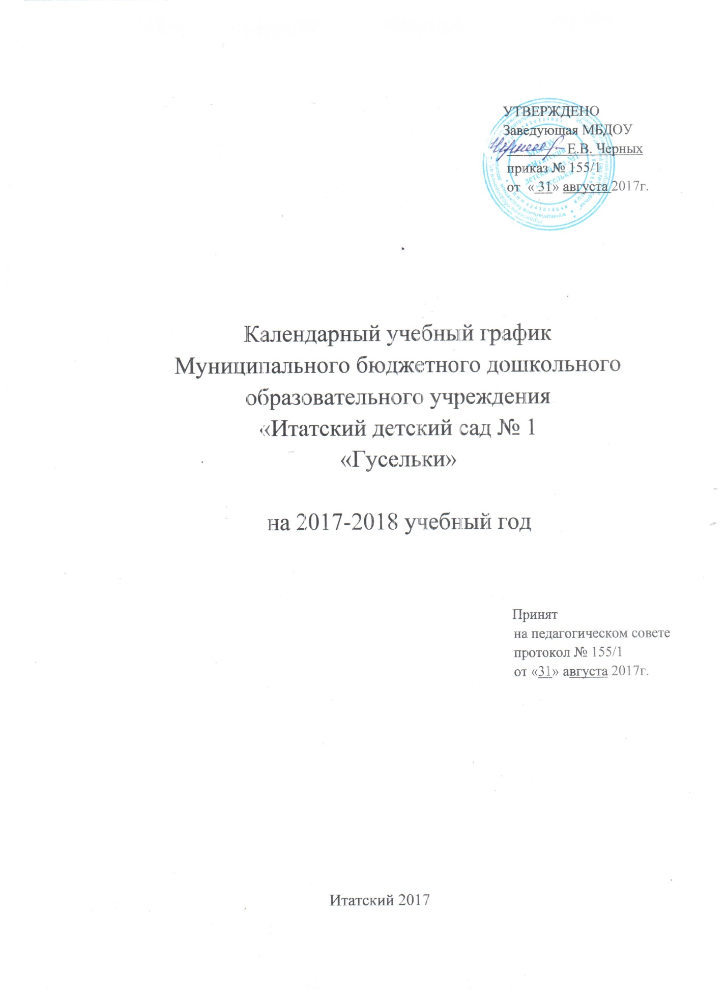 УТВЕРЖДЕНО
Заведующая МБДОУ
Е.В. Черных
приказ № 155/1
от « 31» августа 2017г.
Календарный учебный график
Муниципального бюджетного дошкольного
образовательного учреждения
«Итатский детский сад № 1
«Гусельки»
на 2017-2018 учебный год
Принят
на педагогическом совете
протокол № 155/1
от «31» августа 2017г.
Итатский 2017